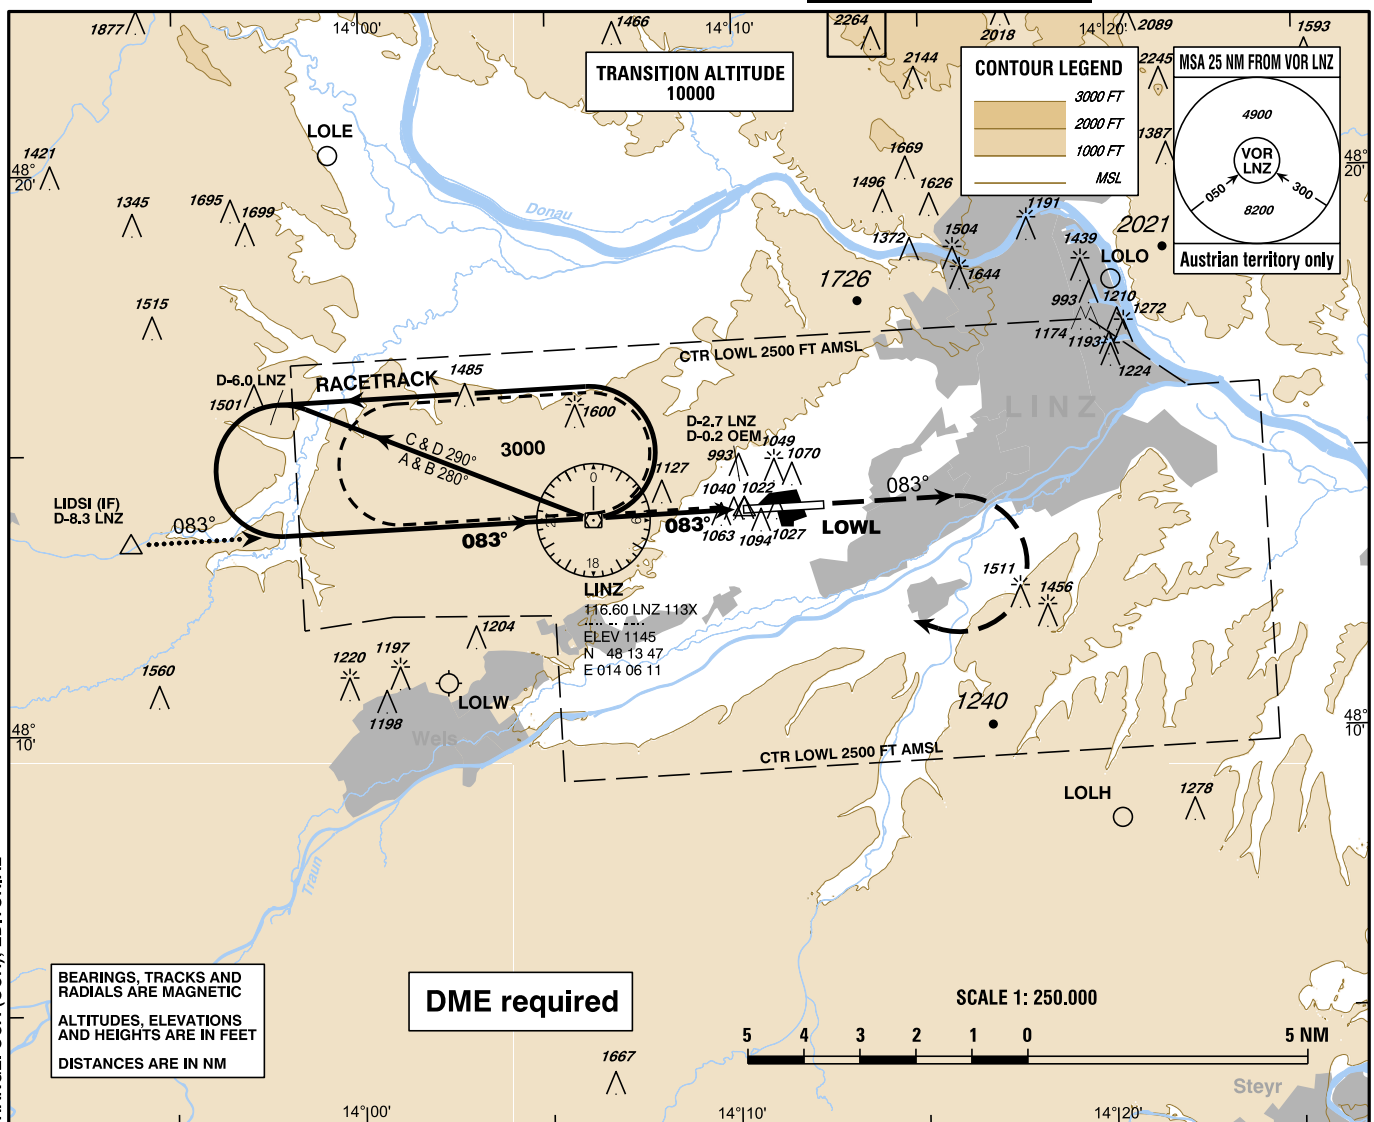 1877
14°00'
1466
14°10'
2264
2018
14°20'
2089
1593
TRANSITION ALTITUDE
10000
2144
CONTOUR LEGEND
3000 FT
2000 FT
1000 FT
MSL
2245
MSA 25 NM FROM VOR LNZ
4900
VOR
LNZ
050
300
8200
Austrian territory only
LOLE
1421
48°
20'
1387
48°
20'
1669
1345
1695
1699
1496
1626
Donau
1191
2021
1372
1504
1439
LOLO
1644
1726
1515
993
1210
1272
1174
1193
1224
CTR LOWL 2500 FT AMSL
D-6.0 LNZ
RACETRACK
1485
1501
1600
LINZ
3000
C & D 290°
A & B 280°
D-2.7 LNZ
D-0.2 OEM
993
1049
1070
1127
0
6
18
2
LIDSI (IF)
D-8.3 LNZ
083°
083°
083°
1040
1022
083°
LOWL
1063
1094
1027
LINZ
116.60 LNZ 113X
ELEV 1145
N 48 13 47
E 014 06 11
1511
1456
1204
1197
1220
1560
1198
LOLW
Wels
1240
48°
10'
48°
10'
CTR LOWL 2500 FT AMSL
1278
LOLH
Traun
BEARINGS, TRACKS AND
RADIALS ARE MAGNETIC
ALTITUDES, ELEVATIONS
AND HEIGHTS ARE IN FEET
DISTANCES ARE IN NM
DME required
SCALE 1: 250.000
5 4 3 2 1 0 5 NM
1667
Steyr
14°00'
14°10'
14°20'